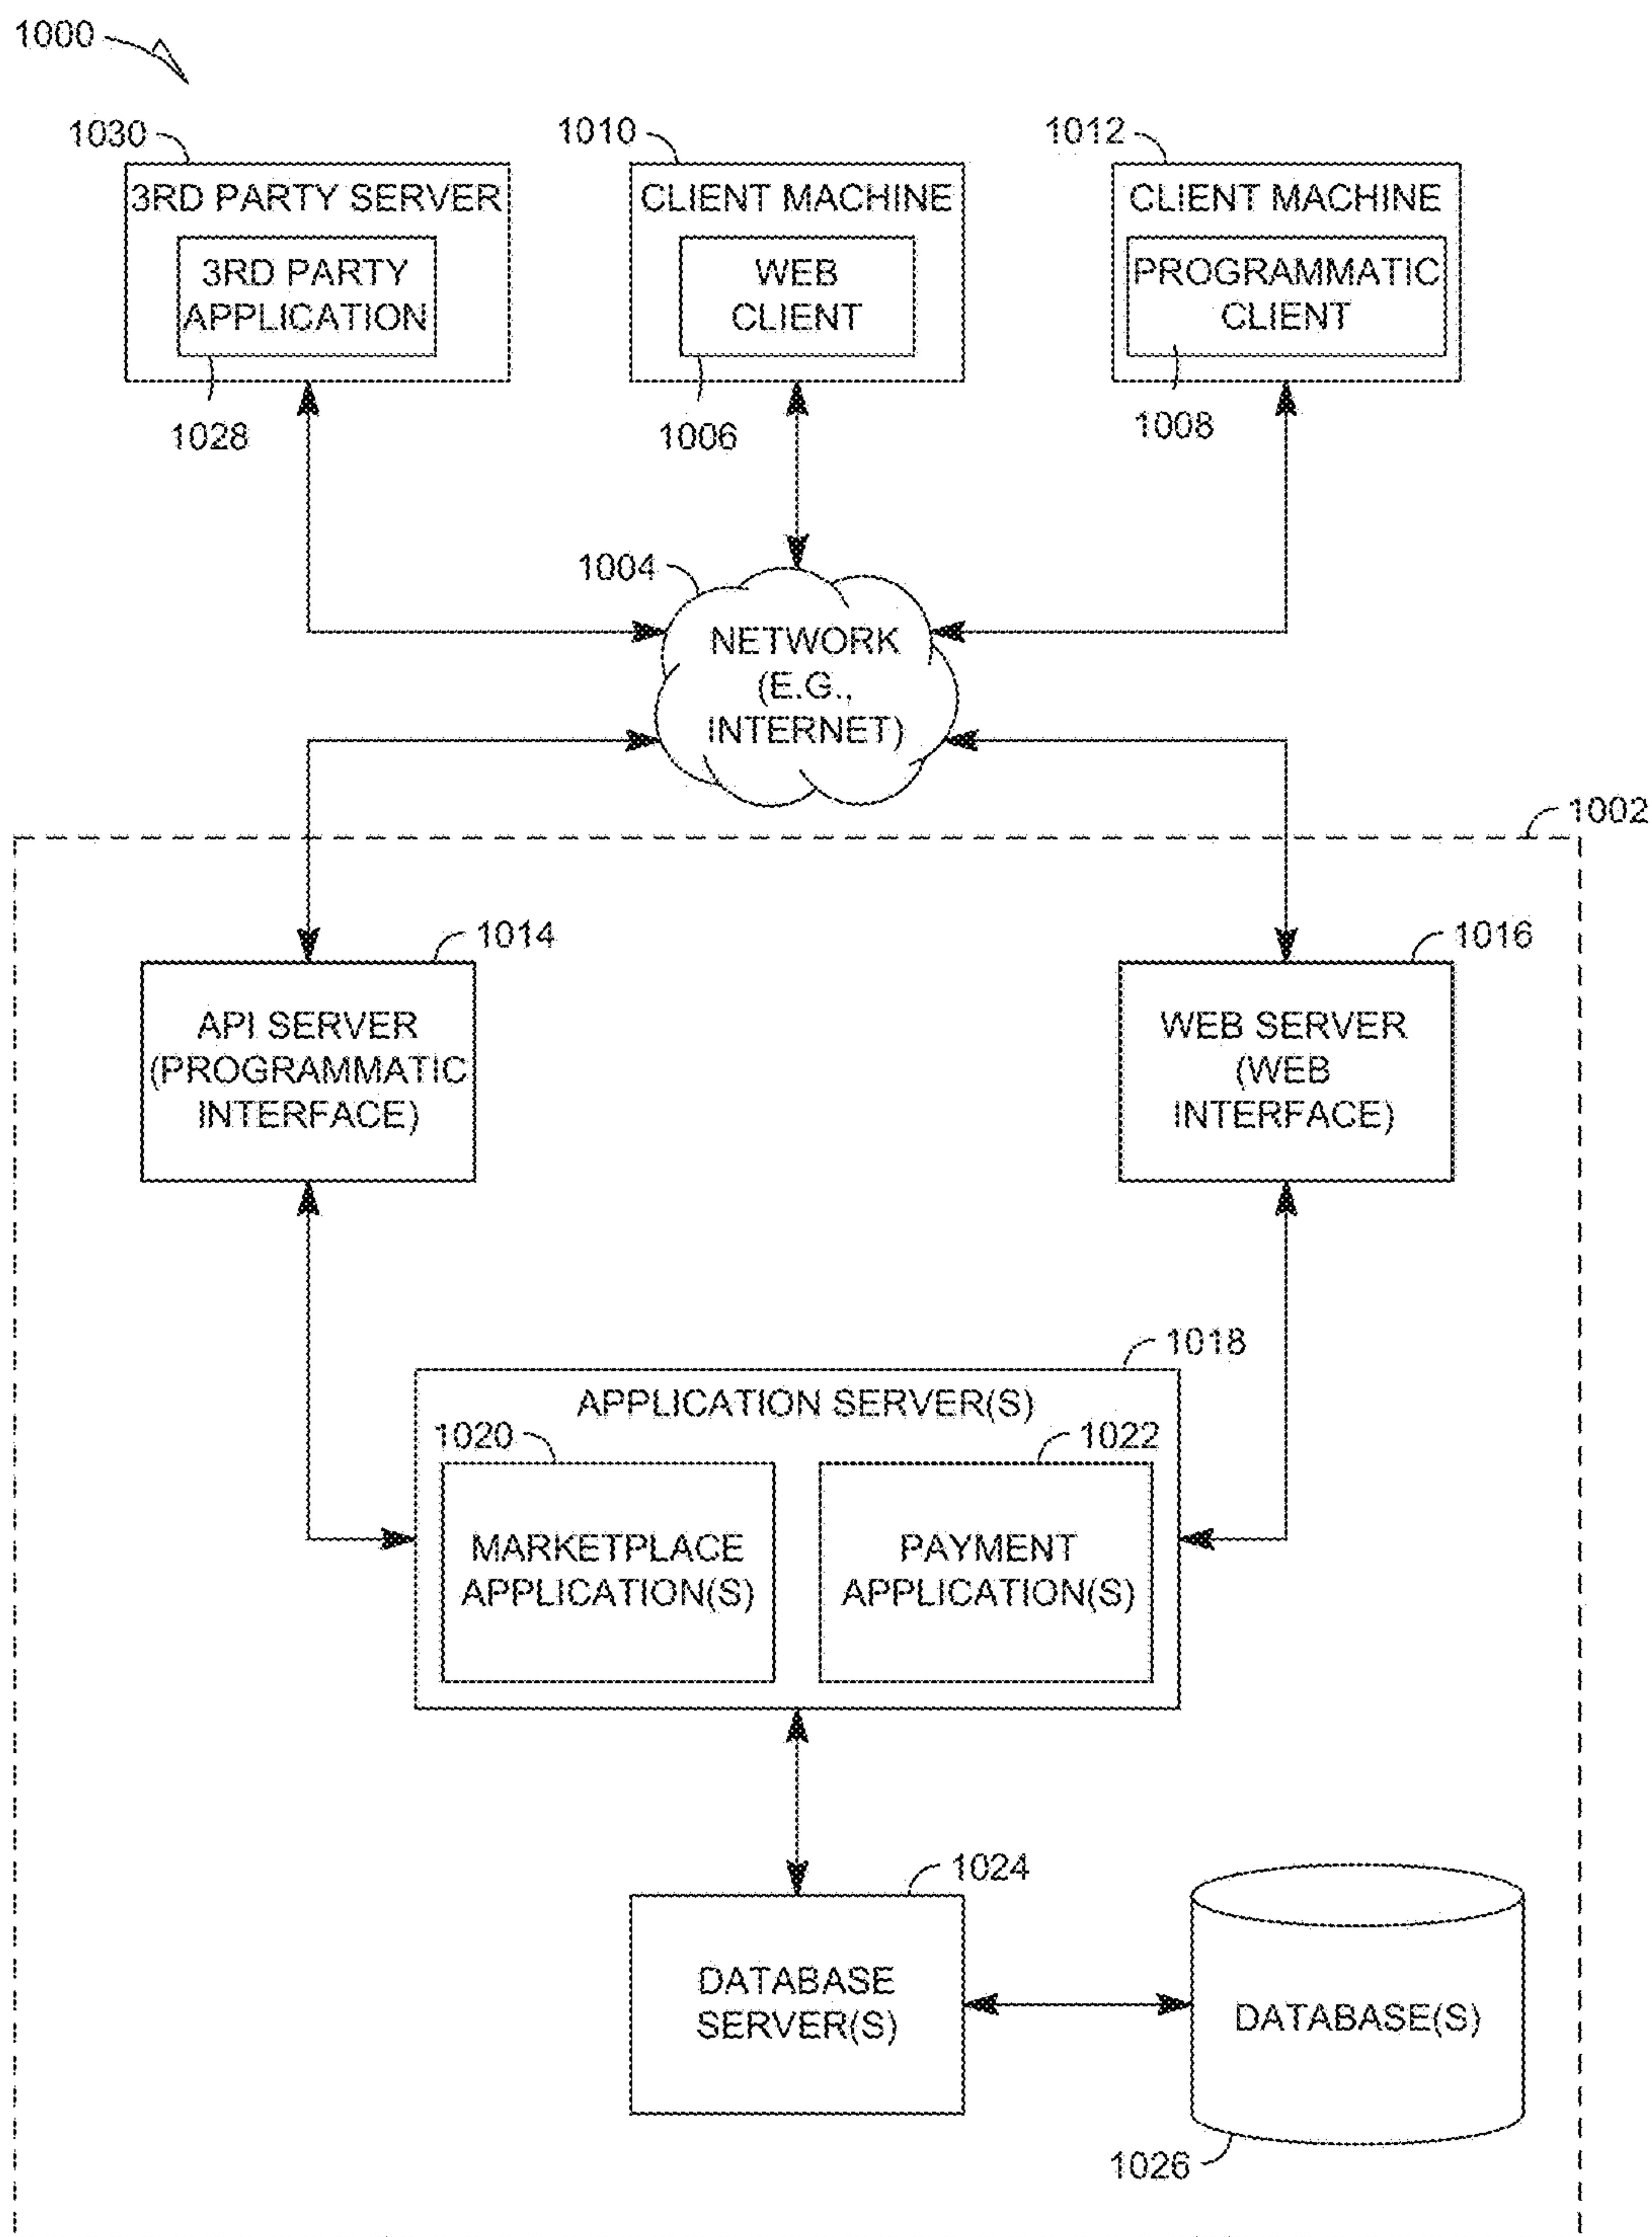 1000
1030
1010
1012
3RD PARTY SERVER
CLIENT MACHINE
CLIENT MACHINE
3RD PARTY
APPLICATION
WEB
CLIENT
PROGRAMMATIC
CLIENT
1028
1006
1008
1004
NETWORK
(E.G.,
INTERNET)
1002
1014
1016
API SERVER
(PROGRAMMATIC
INTERFACE)
WEB SERVER
(WEB
INTERFACE)
1018
APPLICATION SERVER(S)
1020
1022
MARKETPLACE
APPLICATION(S)
PAYMENT
APPLICATION(S)
1024
DATABASE
SERVER(S)
DATABASE(S)
1026